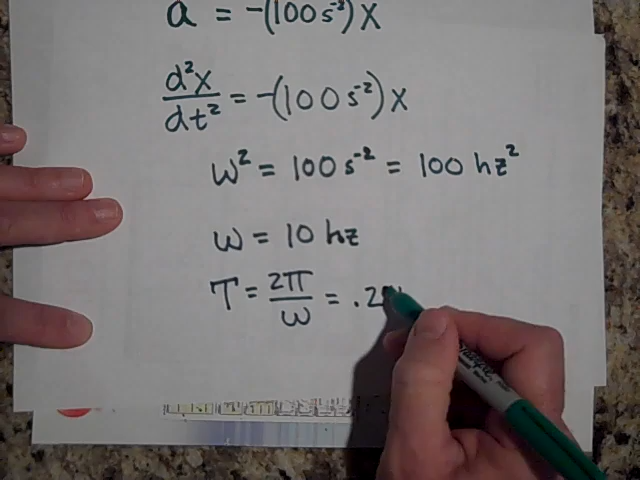 a = -(100 s⁻²) X
d²x/dt² = -(100 s⁻²) X
ω² = 100 s⁻² = 100 hz²
ω = 10 hz
T = 2π/ω = .2